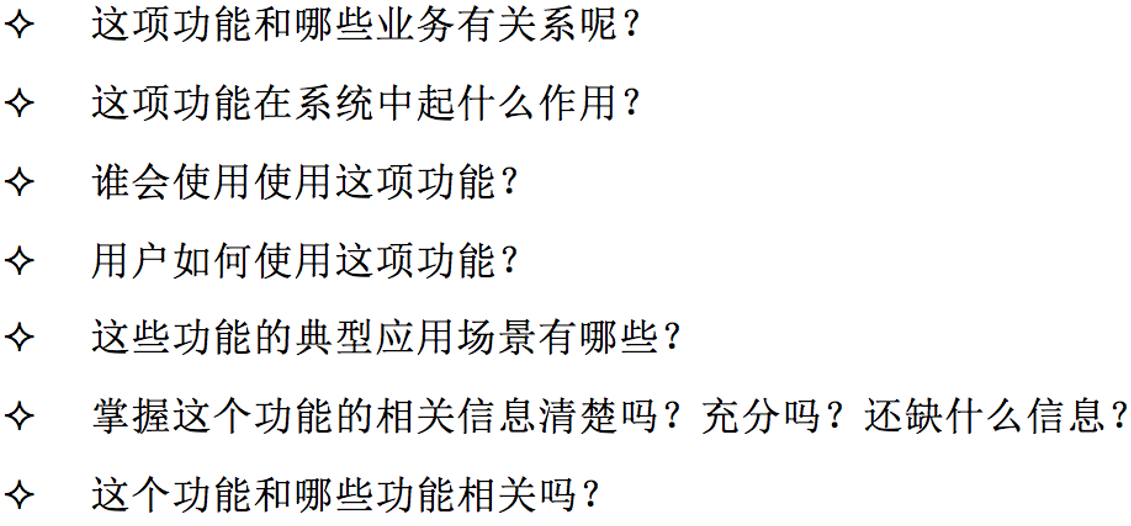 ✧ 这项功能和哪些业务有关系呢？
✧ 这项功能在系统中起什么作用？
✧ 谁会使用使用这项功能？
✧ 用户如何使用这项功能？
✧ 这些功能的典型应用场景有哪些？
✧ 掌握这个功能的相关信息清楚吗？充分吗？还缺什么信息？
✧ 这个功能和哪些功能相关吗？